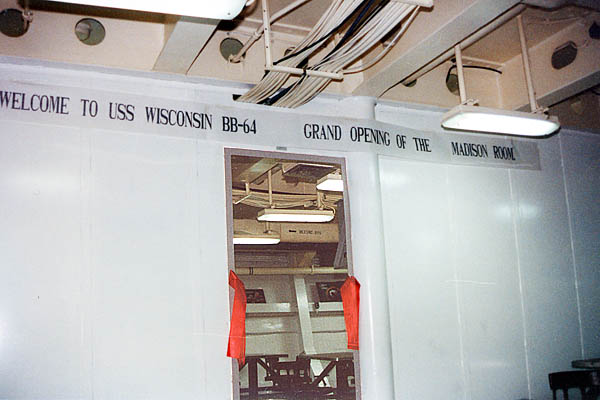 WELCOME TO USS WISCONSIN BB-64 GRAND OPENING OF THE MADISON ROOM